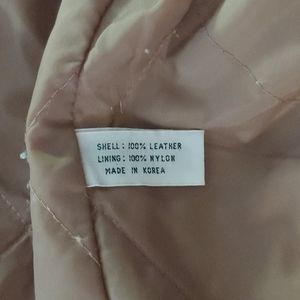 SHELL: 100% LEATHER
LINING: 100% NYLON
MADE IN KOREA